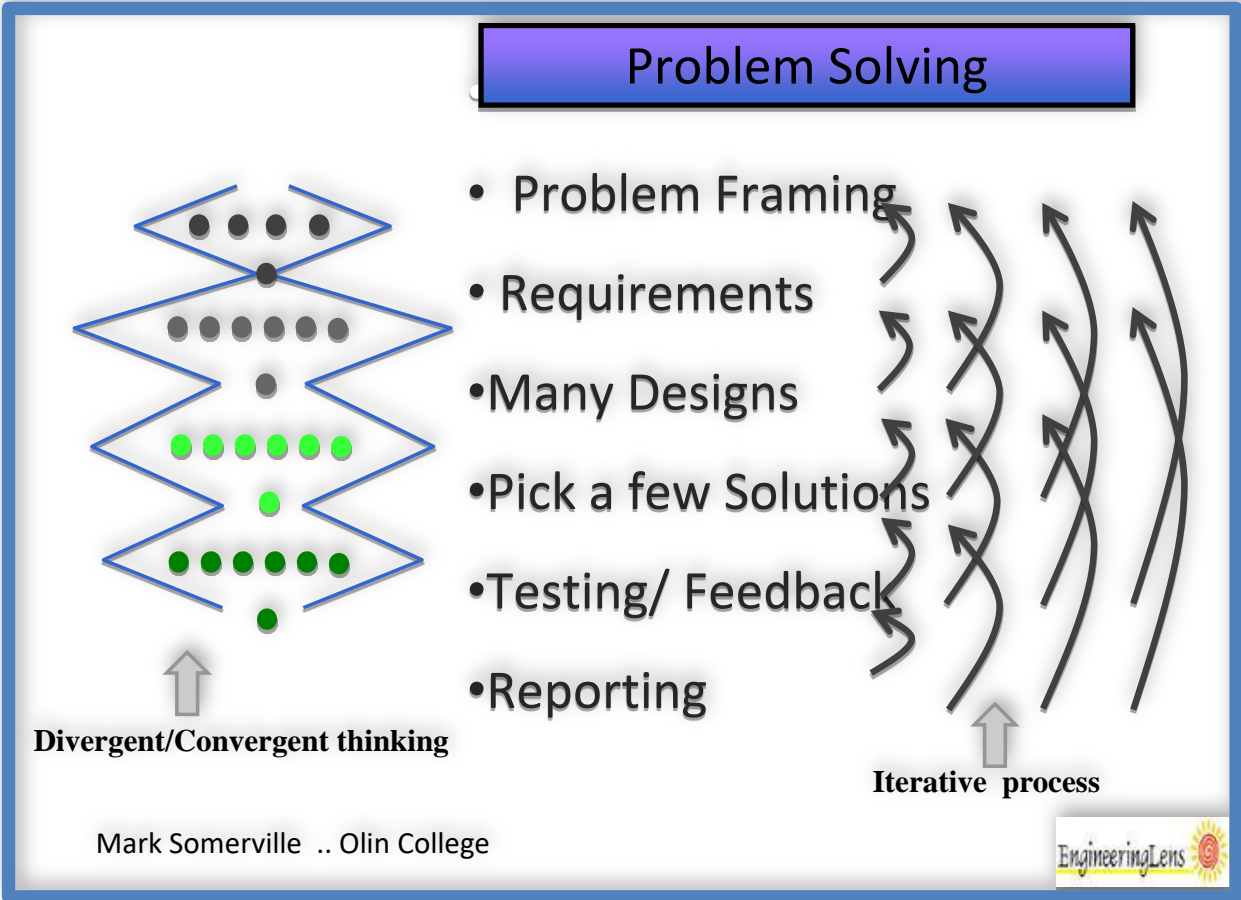 Problem Solving
• Problem Framing
• Requirements
•Many Designs
•Pick a few Solutions
•Testing/ Feedback
•Reporting
Divergent/Convergent thinking
Iterative process
Mark Somerville .. Olin College
EngineeringLens